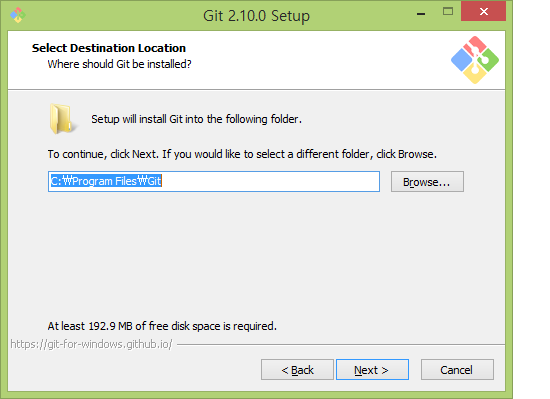 Git 2.10.0 Setup
Select Destination Location
Where should Git be installed?
Setup will install Git into the following folder.
To continue, click Next. If you would like to select a different folder, click Browse.
C:₩Program Files₩Git
Browse...
At least 192.9 MB of free disk space is required.
https://git-for-windows.github.io/
< Back
Next >
Cancel